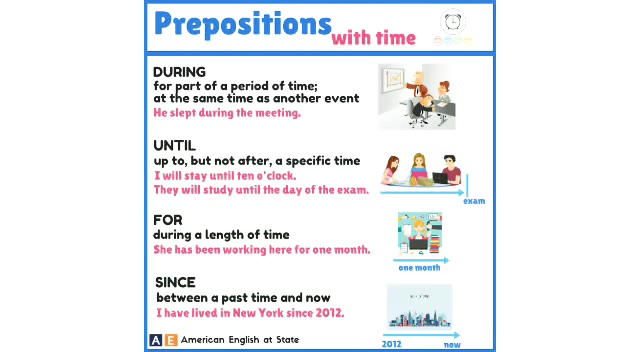 Prepositions
with time
DURING
for part of a period of time;
at the same time as another event
He slept during the meeting.
UNTIL
up to, but not after, a specific time
I will stay until ten o'clock.
They will study until the day of the exam.
exam
FOR
during a length of time
She has been working here for one month.
one month
SINCE
between a past time and now
I have lived in New York since 2012.
2012
now
AE American English at State